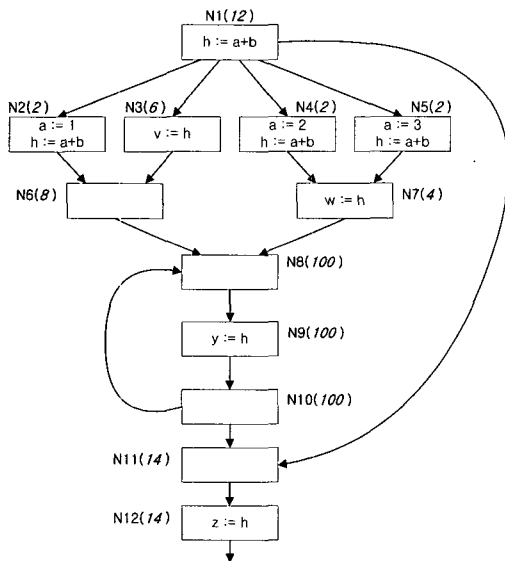 N1(12)
h := a+b
N2(2)
N3(6)
N4(2)
N5(2)
a := 1
h := a+b
v := h
a := 2
h := a+b
a := 3
h := a+b
N6(8)
w := h
N7(4)
N8(100)
y := h
N9(100)
N10(100)
N11(14)
N12(14)
z := h